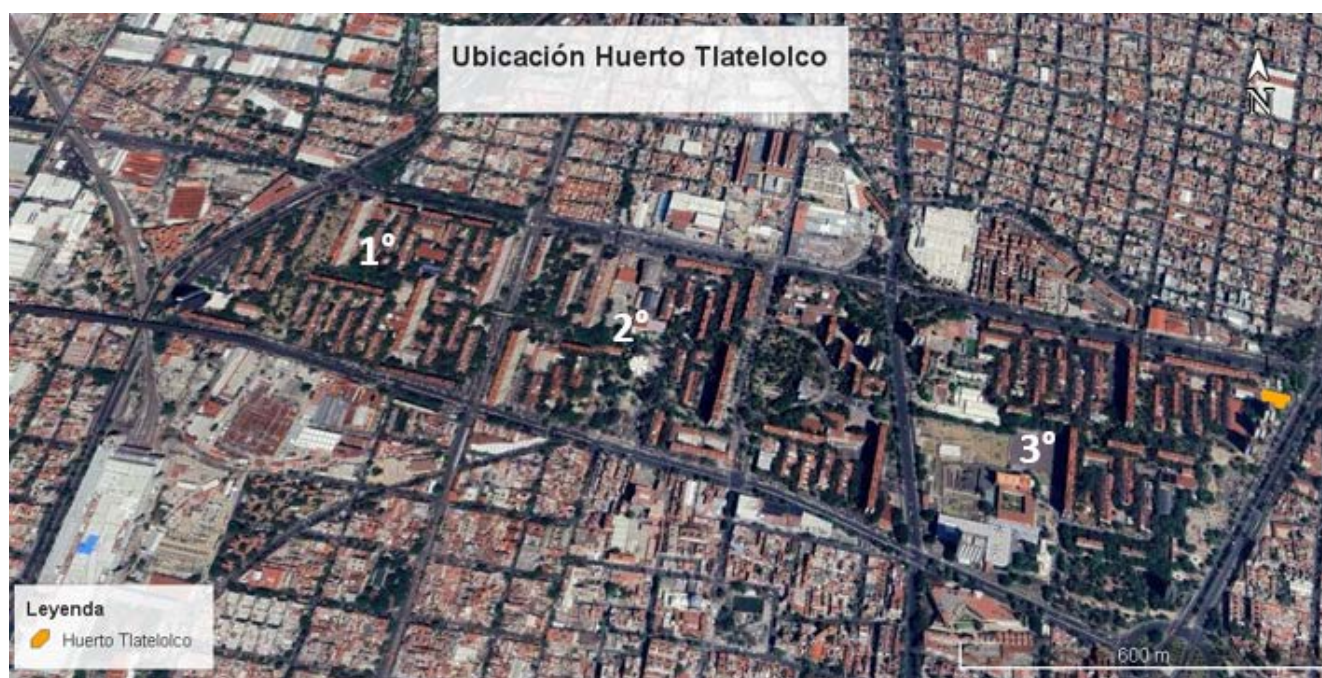 Ubicación Huerto Tlatelolco
N
1°
2°
3°
Leyenda
Huerto Tlatelolco
600 m